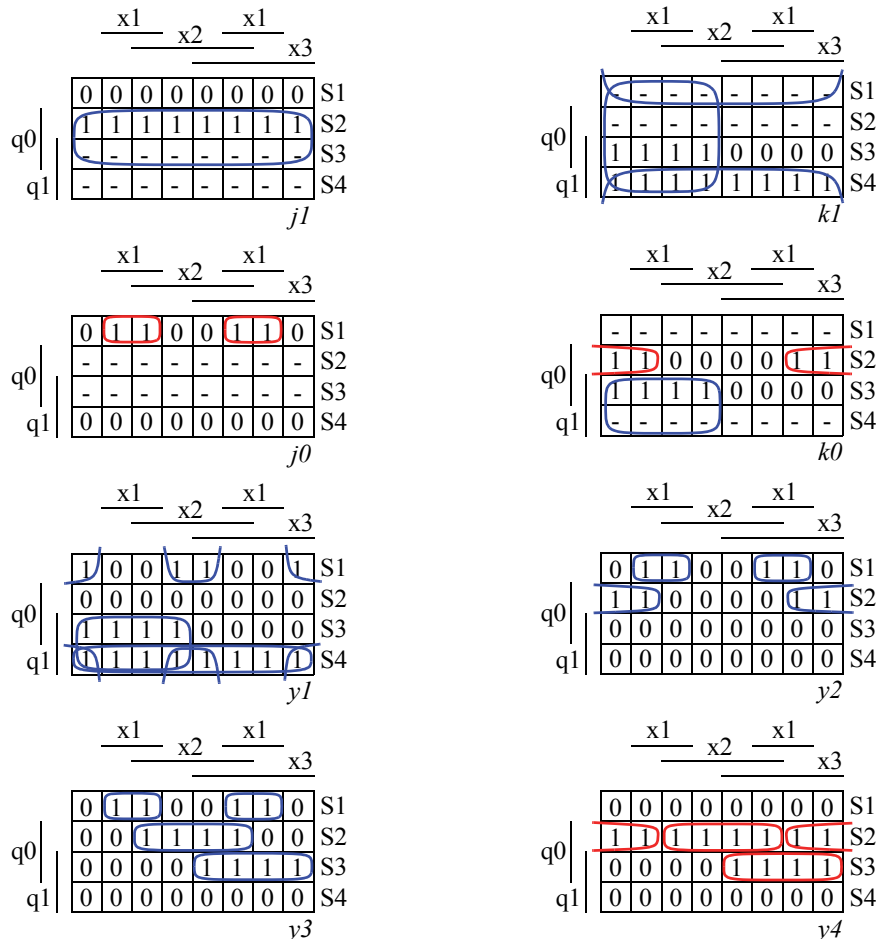 x1 x1 x1 x1
x2 x2
x3 x3
0 0 0 0 0 0 0 0 S1 - - - - - - - - S1
q0 1 1 1 1 1 1 1 1 S2 q0 - - - - - - - - S2
- - - - - - - - S3 1 1 1 1 0 0 0 0 S3
q1 - - - - - - - - S4 q1 1 1 1 1 1 1 1 1 S4
j1 k1
x1 x1 x1 x1
x2 x2
x3 x3
0 1 1 0 0 1 1 0 S1 - - - - - - - - S1
q0 - - - - - - - - S2 q0 1 1 0 0 0 0 1 1 S2
- - - - - - - - S3 1 1 1 1 0 0 0 0 S3
q1 0 0 0 0 0 0 0 0 S4 q1 - - - - - - - - S4
j0 k0
x1 x1 x1 x1
x2 x2
x3 x3
1 0 0 1 1 0 0 1 S1 0 1 1 0 0 1 1 0 S1
q0 0 0 0 0 0 0 0 0 S2 q0 1 1 0 0 0 0 1 1 S2
1 1 1 1 0 0 0 0 S3 0 0 0 0 0 0 0 0 S3
q1 1 1 1 1 1 1 1 1 S4 q1 0 0 0 0 0 0 0 0 S4
y1 y2
x1 x1 x1 x1
x2 x2
x3 x3
0 1 1 0 0 1 1 0 S1 0 0 0 0 0 0 0 0 S1
q0 0 0 1 1 1 1 0 0 S2 q0 1 1 1 1 1 1 1 1 S2
0 0 0 0 1 1 1 1 S3 0 0 0 0 1 1 1 1 S3
q1 0 0 0 0 0 0 0 0 S4 q1 0 0 0 0 0 0 0 0 S4
y3 y4